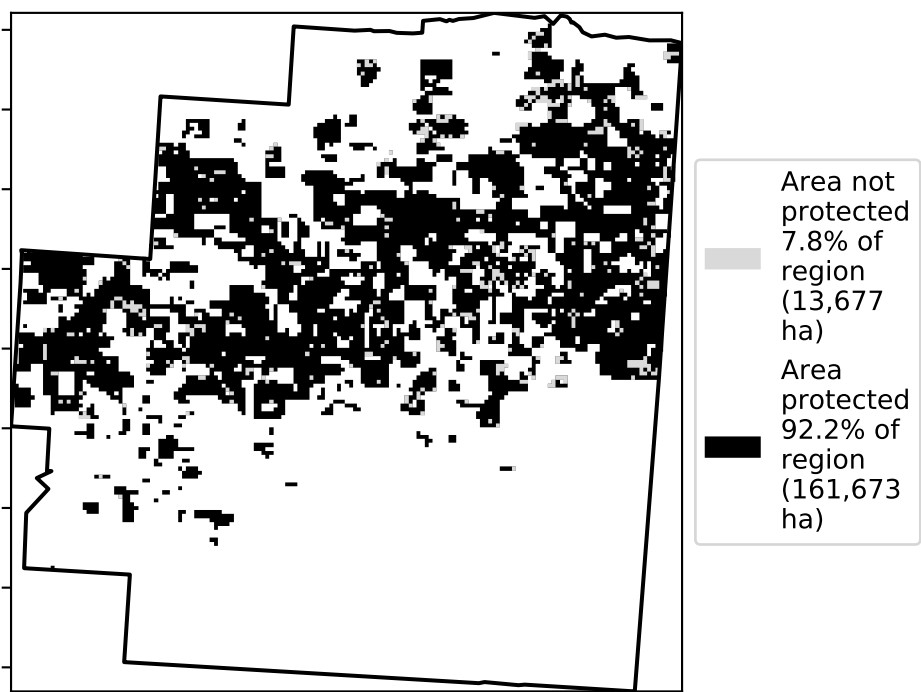 Area not
protected
7.8% of
region
(13,677
ha)
Area
protected
92.2% of
region
(161,673
ha)